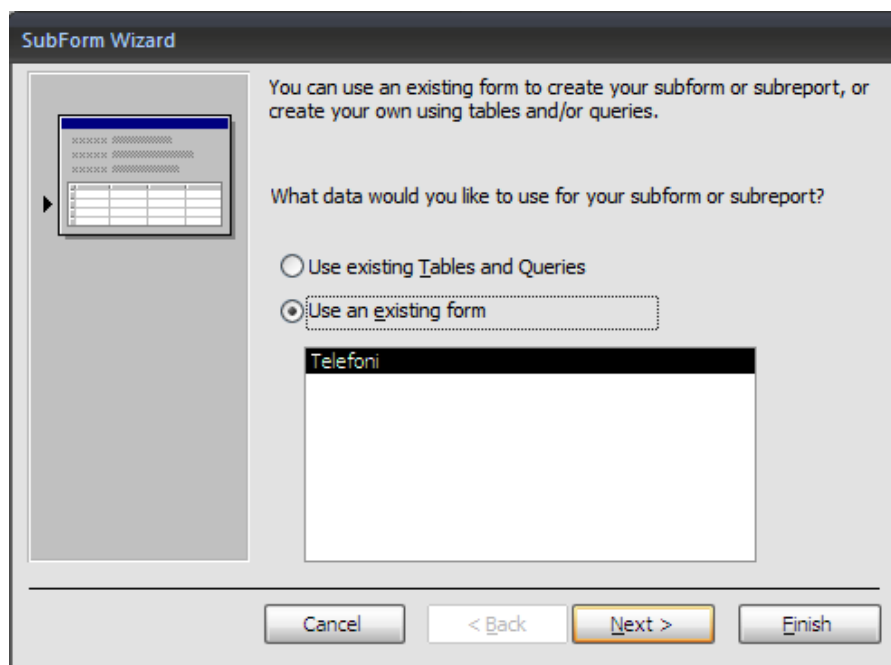 SubForm Wizard
You can use an existing form to create your subform or subreport, or
create your own using tables and/or queries.
What data would you like to use for your subform or subreport?
Use existing Tables and Queries
Use an existing form
Telefoni
Cancel
< Back
Next >
Finish